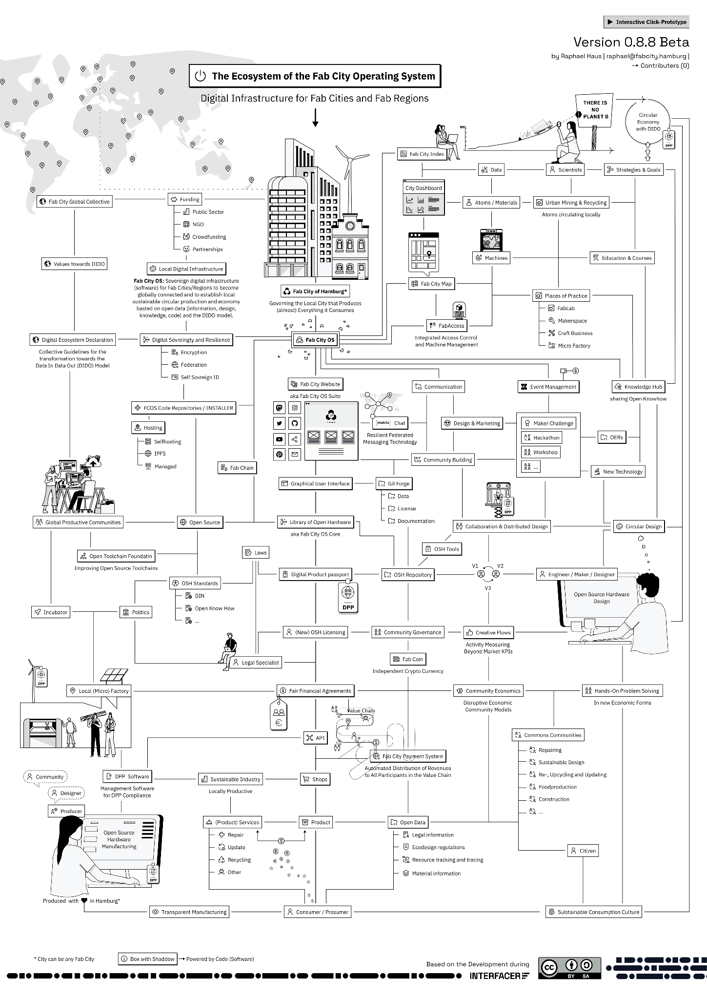 Interactive Click-Prototype
Version 0.8.8 Beta
by Raphael Haus | raphael@fabcity.hamburg |
→ Contributers (0)
The Ecosystem of the Fab City Operating System
Digital Infrastructure for Fab Cities and Fab Regions
THERE IS
NO
PLANET B
Circular
Economy
with DIDO
DPP
Fab City Index
Data
Scientists
Strategies & Goals
City Dashboard
Fab City Global Collective
Funding
Atoms / Materials
Urban Mining & Recycling
Atoms circulating locally
Public Sector
NGO
Crowdfunding
Partnerships
Values towards DIDO
Local Digital Infrastructure
Machines
Education & Courses
Fab City OS: Sovereign digital infrastructure
(software) for Fab Cities/Regions to become
globally connected and to establish local
sustainable circular production and economy
basted on open data (information, design,
knowledge, code) and the DIDO model.
Fab City Map
Fab City of Hamburg*
Governing the Local City that Produces
(almost) Everything it Consumes
Places of Practice
FabLab
Makerspace
Craft Business
Micro Factory
FabAccess
Integrated Access Control
and Machine Management
Digital Ecosystem Declaration
Collective Guidelines for the
transformation towards the
Data In Data Out (DIDO) Model
Digital Sovreingty and Resilience
Encryption
Federation
Self Sovreign ID
Fab City OS
Fab City Website
aka Fab City OS Suite
Communication
Event Management
Knowledge Hub
sharing Open Knowhow
FCOS Code Repositories / INSTALLER
Hosting
Selfhosting
IPFS
Managed
[matrix] Chat
Resilient Federated
Messaging Technology
Design & Marketing
Maker Challenge
Hackathon
Workshop
...
OERs
Community Building
Fab Chain
New Technology
Graphical User Interface
Git Forge
Data
License
Documentation
DPP
Global Productive Communities
Open Source
Library of Open Hardware
aka Fab City OS Core
Collaboration & Distributed Design
Circular Design
OSH Tools
Laws
Open Toolchain Foundatin
Improving Open Source Toolchains
Digital Product passport
DPP
OSH Repository
V1
V2
V3
Engineer / Maker / Designer
Open Source Hardware
Design
OSH Standards
DIN
Open Know How
...
Incubator
Politics
(New) OSH Licensing
Community Governance
Creative Flows
Activity Measuring
Beyond Market KPIs
Legal Specialist
Fab Coin
Independent Crypto Currency
DPP
Local (Micro) Factory
Fair Financial Agreements
€
Community Economics
Disruptive Economic
Community Models
Hands-On Problem Solving
In new Economic Forms
Value Chain
API
Fab City Payment System
Automated Distribution of Revenues
to All Participants in the Value Chain
Commons Communities
Repairing
Sustainable Design
Re-, Upcycling and Updating
Foodproduction
Construction
...
Community
Designer
Producer
DPP Software
Management Software
for DPP Compliance
Sustainable Industry
Locally Productive
Shops
Open Source
Hardware
Manufacturing
DPP
(Product) Services
Repair
Update
Recycling
Other
Product
Open Data
Legal information
Ecodesign regulations
Resource tracking and tracing
Material information
Citizen
Produced with ♥ in Hamburg*
Transparent Manufacturing
Consumer / Prosumer
Sulstainable Consumption Culture
* City can be any Fab City
Box with Shaddow → Powered by Code (Software)
Based on the Development during
INTERFACER
CC BY SA